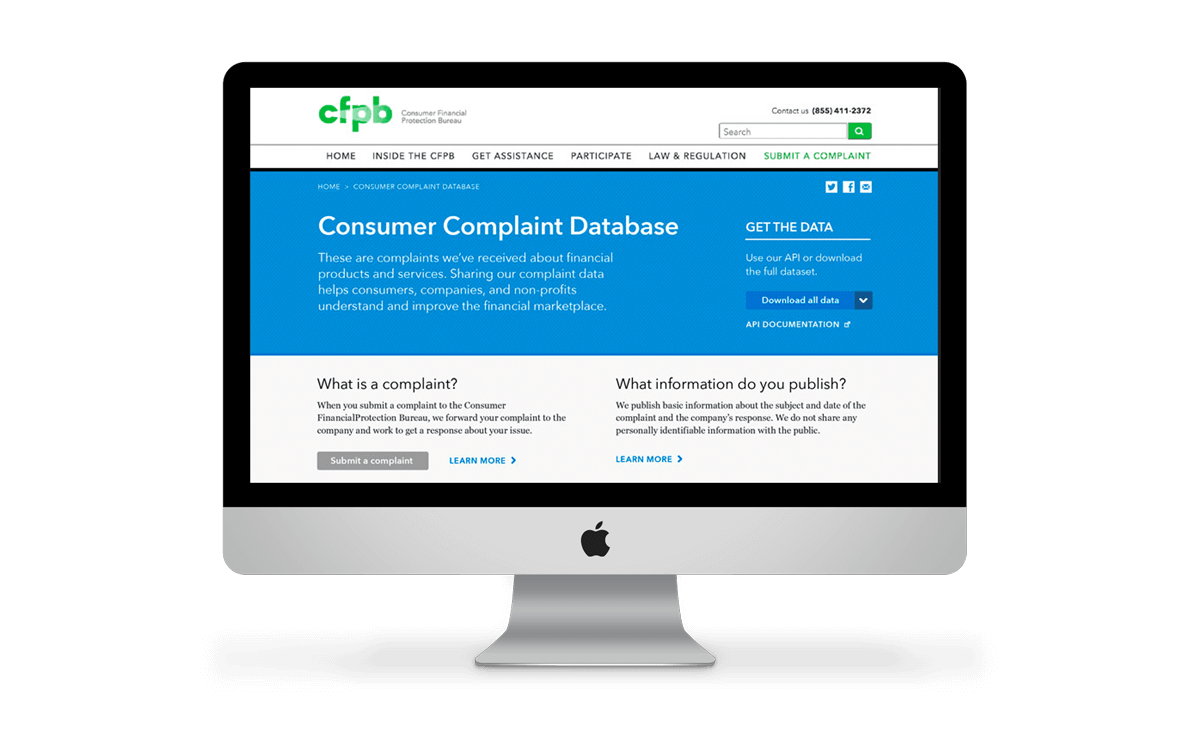 cfpb
Consumer Financial
Protection Bureau
Contact us (855) 411-2372
Search
HOME INSIDE THE CFPB GET ASSISTANCE PARTICIPATE LAW & REGULATION SUBMIT A COMPLAINT
HOME > CONSUMER COMPLAINT DATABASE
Consumer Complaint Database
These are complaints we've received about financial
products and services. Sharing our complaint data
helps consumers, companies, and non-profits
understand and improve the financial marketplace.
GET THE DATA
Use our API or download
the full dataset.
Download all data
API DOCUMENTATION
What is a complaint?
When you submit a complaint to the Consumer
FinancialProtection Bureau, we forward your complaint to the
company and work to get a response about your issue.
Submit a complaint LEARN MORE
What information do you publish?
We publish basic information about the subject and date of the
complaint and the company's response. We do not share any
personally identifiable information with the public.
LEARN MORE